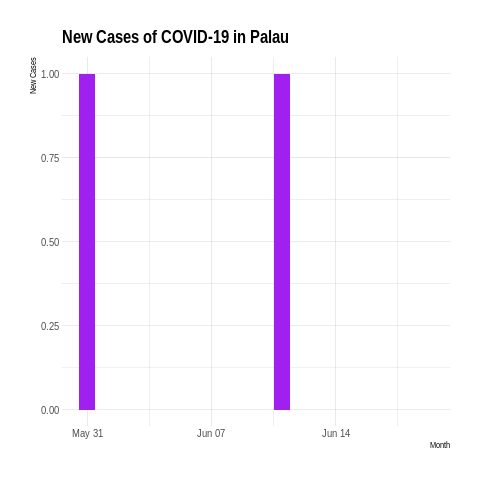 New Cases of COVID-19 in Palau
New Cases
1.00
0.75
0.50
0.25
0.00
May 31
Jun 07
Jun 14
Month